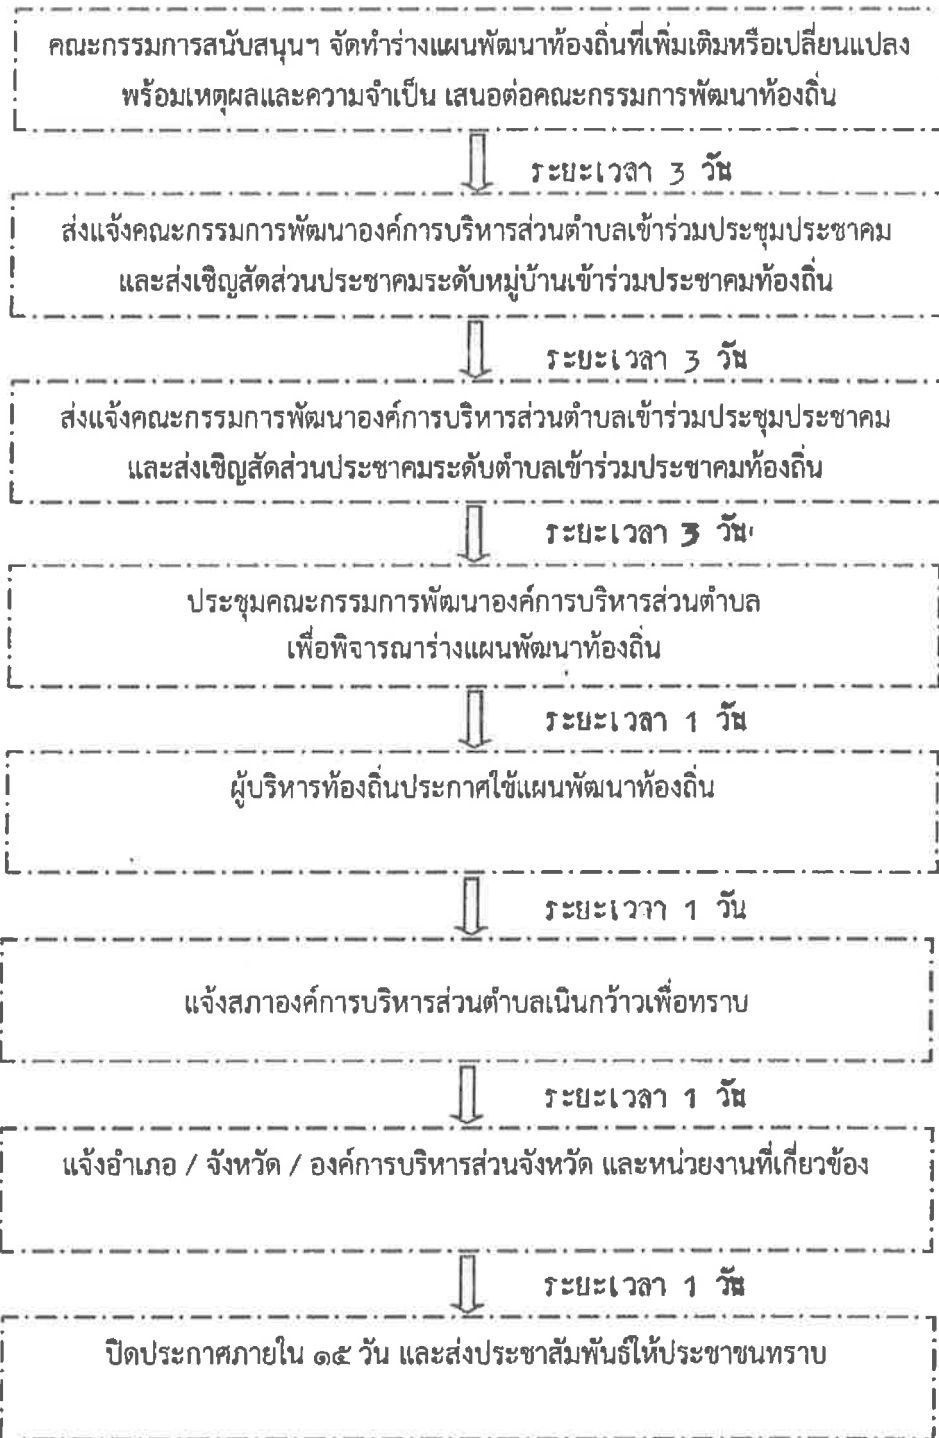 คณะกรรมการสนับสนุนฯ จัดทำร่างแผนพัฒนาท้องถิ่นที่เพิ่มเติมหรือเปลี่ยนแปลง
พร้อมเหตุผลและความจำเป็น เสนอต่อคณะกรรมการพัฒนาท้องถิ่น
ระยะเวลา 3 วัน
ส่งแจ้งคณะกรรมการพัฒนาองค์การบริหารส่วนตำบลเข้าร่วมประชุมประชาคม
และส่งเชิญสัดส่วนประชาคมระดับหมู่บ้านเข้าร่วมประชาคมท้องถิ่น
ระยะเวลา 3 วัน
ส่งแจ้งคณะกรรมการพัฒนาองค์การบริหารส่วนตำบลเข้าร่วมประชุมประชาคม
และส่งเชิญสัดส่วนประชาคมระดับตำบลเข้าร่วมประชาคมท้องถิ่น
ระยะเวลา 3 วัน
ประชุมคณะกรรมการพัฒนาองค์การบริหารส่วนตำบล
เพื่อพิจารณาร่างแผนพัฒนาท้องถิ่น
ระยะเวลา 1 วัน
ผู้บริหารท้องถิ่นประกาศใช้แผนพัฒนาท้องถิ่น
ระยะเวลา 1 วัน
แจ้งสภาองค์การบริหารส่วนตำบลเนินกว้าวเพื่อทราบ
ระยะเวลา 1 วัน
แจ้งอำเภอ / จังหวัด / องค์การบริหารส่วนจังหวัด และหน่วยงานที่เกี่ยวข้อง
ระยะเวลา 1 วัน
ปิดประกาศภายใน ๑๕ วัน และส่งประชาสัมพันธ์ให้ประชาชนทราบ